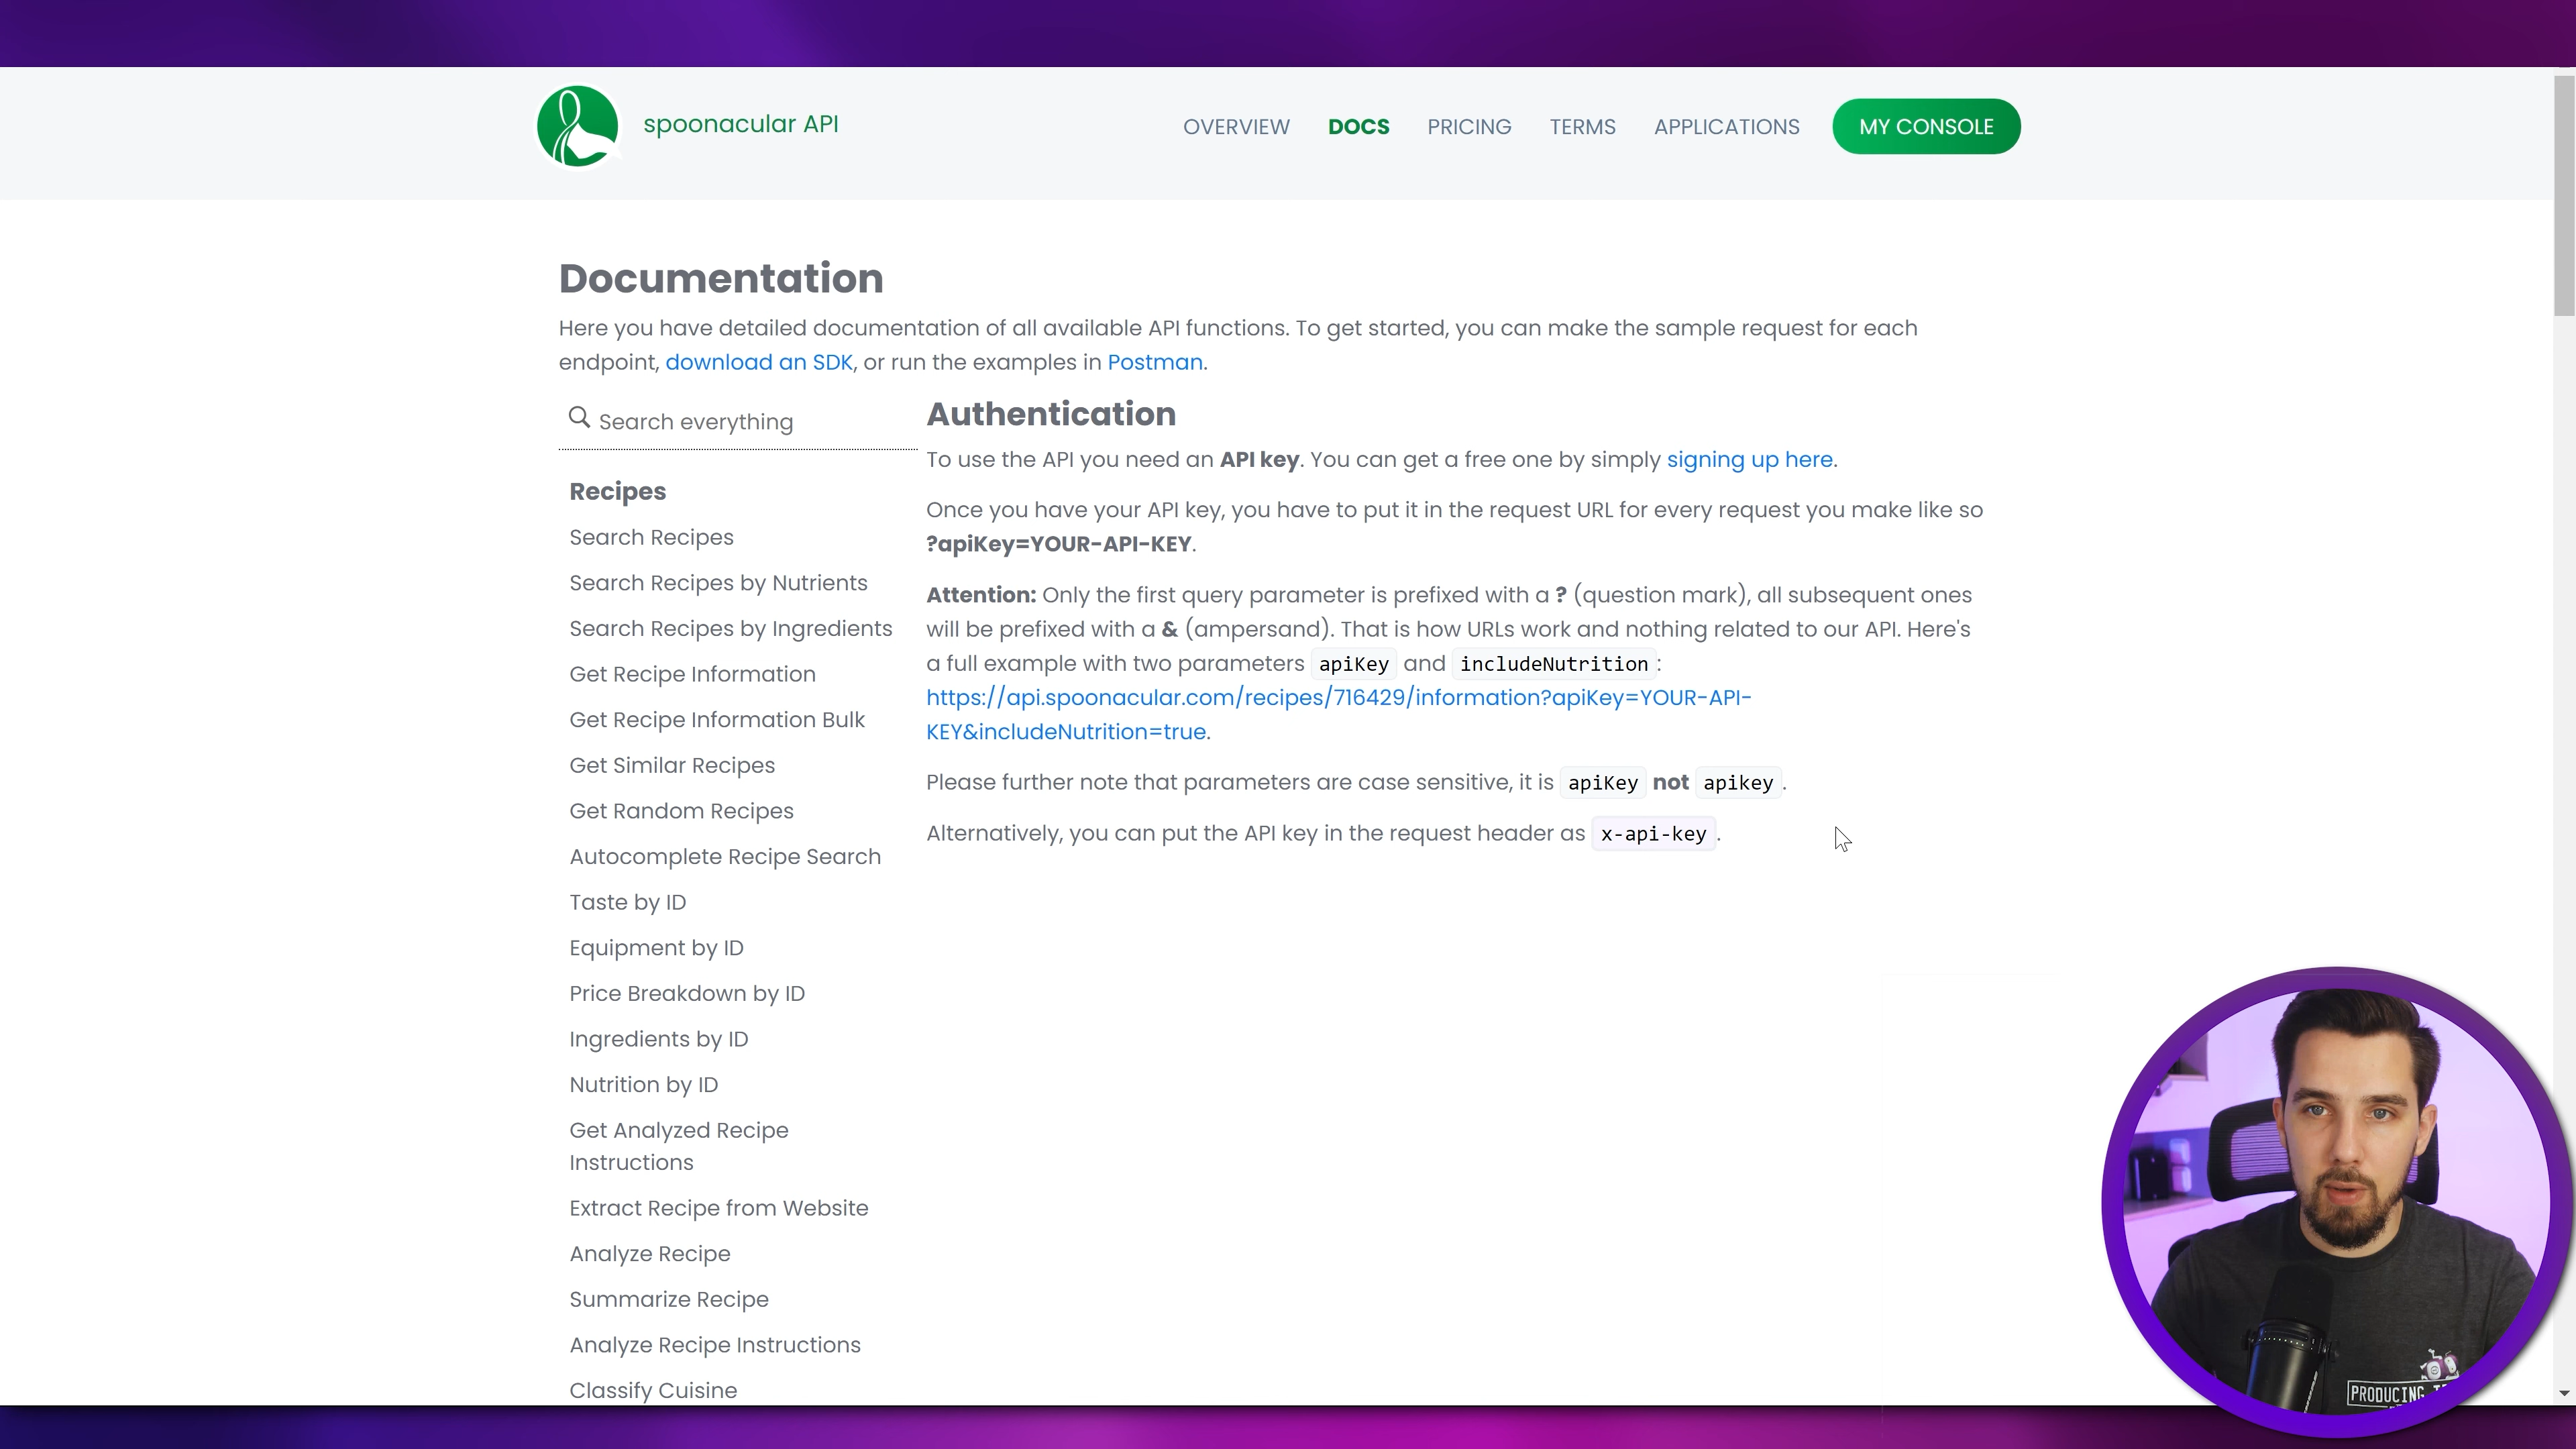 spoonacular API
OVERVIEW
DOCS
PRICING
TERMS
APPLICATIONS
MY CONSOLE
Documentation
Here you have detailed documentation of all available API functions. To get started, you can make the sample request for each
endpoint, download an SDK, or run the examples in Postman.
Search everything
Recipes
Search Recipes
Search Recipes by Nutrients
Search Recipes by Ingredients
Get Recipe Information
Get Recipe Information Bulk
Get Similar Recipes
Get Random Recipes
Autocomplete Recipe Search
Taste by ID
Equipment by ID
Price Breakdown by ID
Ingredients by ID
Nutrition by ID
Get Analyzed Recipe
Instructions
Extract Recipe from Website
Analyze Recipe
Summarize Recipe
Analyze Recipe Instructions
Classify Cuisine
Authentication
To use the API you need an API key. You can get a free one by simply signing up here.
Once you have your API key, you have to put it in the request URL for every request you make like so
?apiKey=YOUR-API-KEY.
Attention: Only the first query parameter is prefixed with a ? (question mark), all subsequent ones
will be prefixed with a & (ampersand). That is how URLs work and nothing related to our API. Here's
a full example with two parameters apiKey and includeNutrition:
https://api.spoonacular.com/recipes/716429/information?apiKey=YOUR-API-
KEY&includeNutrition=true.
Please further note that parameters are case sensitive, it is apiKey not apikey.
Alternatively, you can put the API key in the request header as x-api-key.
PRODUCING